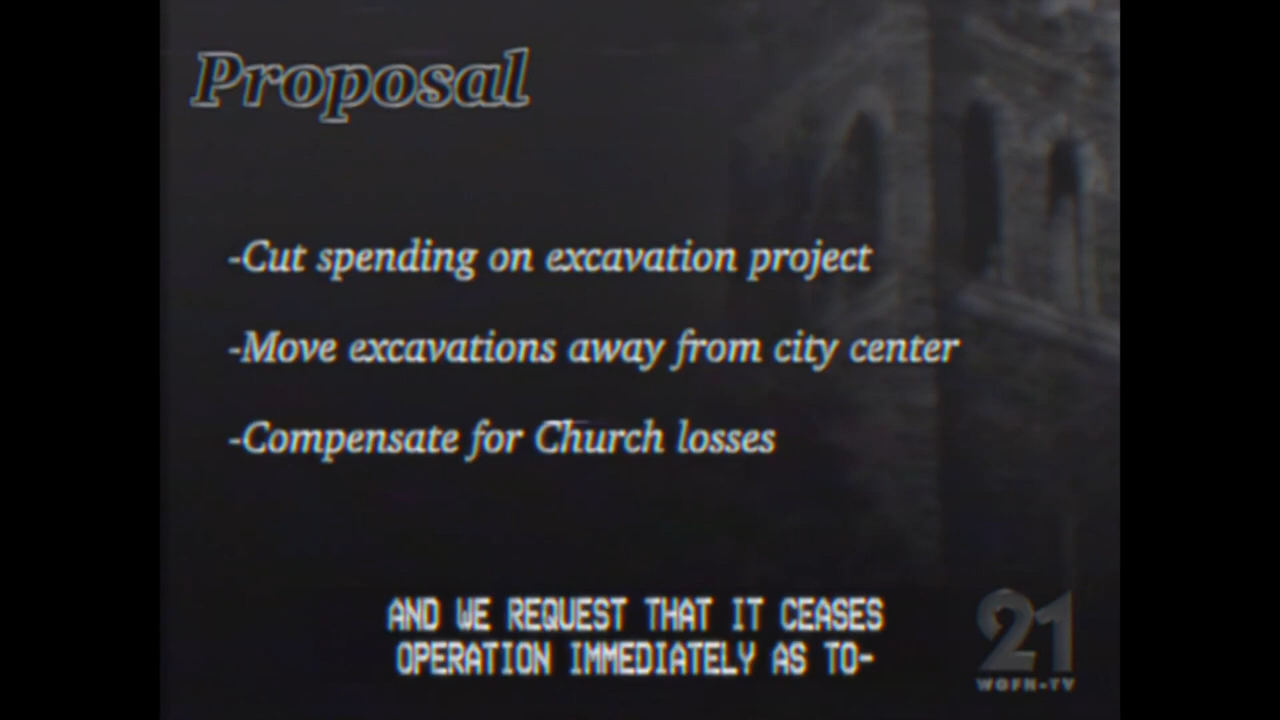 Proposal
-Cut spending on excavation project
-Move excavations away from city center
-Compensate for Church losses
AND WE REQUEST THAT IT CEASES
OPERATION IMMEDIATELY AS TO-
21
WGFN-TV